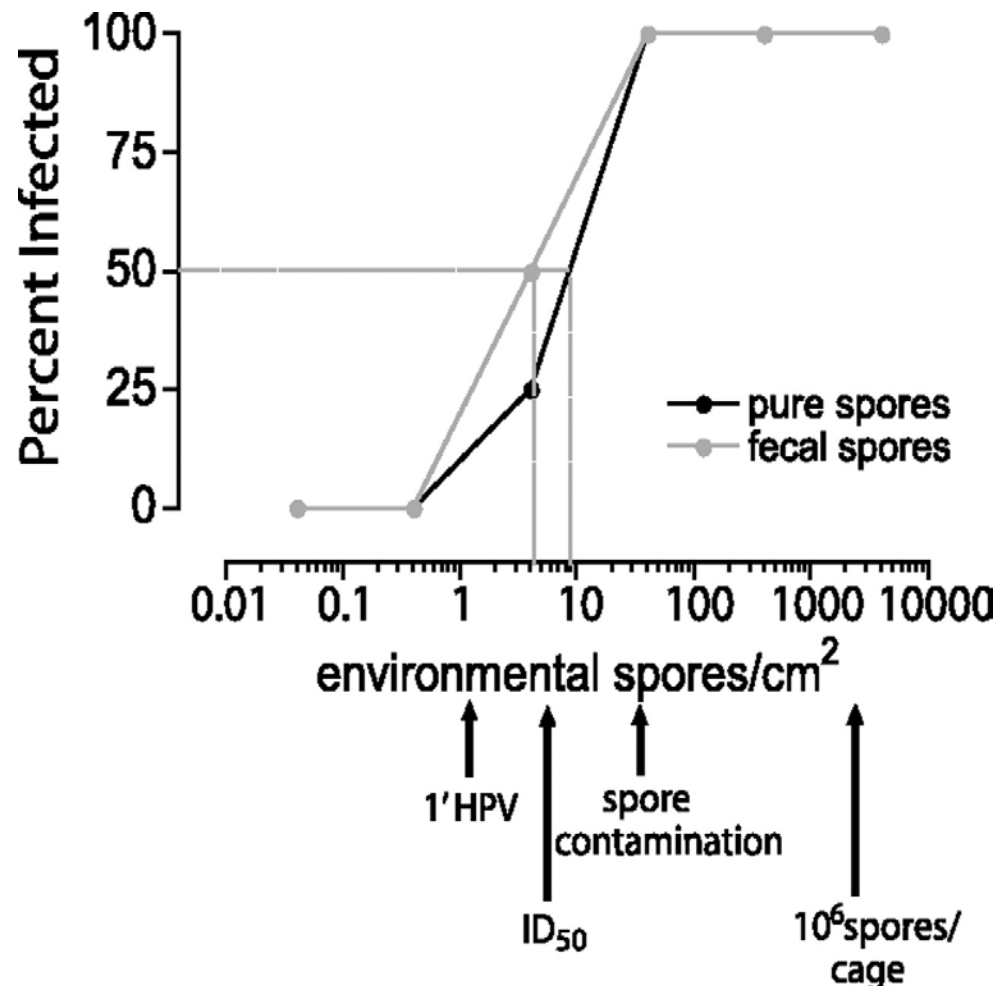 Percent Infected
100
75
50
25
0
pure spores
fecal spores
0.01 0.1 1 10 100 1000 10000
environmental spores/cm²
1′HPV
spore
contamination
ID₅₀
10⁶spores/
cage